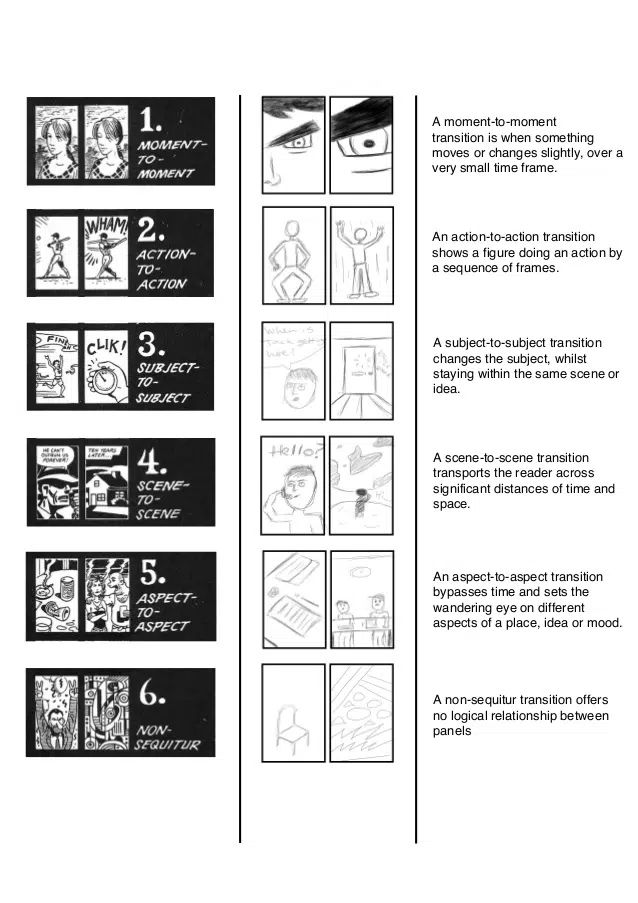 1.
MOMENT-
TO-
MOMENT
A moment-to-moment
transition is when something
moves or changes slightly, over a
very small time frame.
WHAM!
2.
ACTION-
TO-
ACTION
An action-to-action transition
shows a figure doing an action by
a sequence of frames.
FIN
CLIK!
3.
SUBJECT-
TO-
SUBJECT
When is
here!
A subject-to-subject transition
changes the subject, whilst
staying within the same scene or
idea.
HE CAN'T
OUTRUN US
FOREVER!
TEN YEARS
LATER...
4.
SCENE-
TO-
SCENE
Hello?
A scene-to-scene transition
transports the reader across
significant distances of time and
space.
5.
ASPECT-
TO-
ASPECT
An aspect-to-aspect transition
bypasses time and sets the
wandering eye on different
aspects of a place, idea or mood.
6.
NON-
SEQUITUR
A non-sequitur transition offers
no logical relationship between
panels